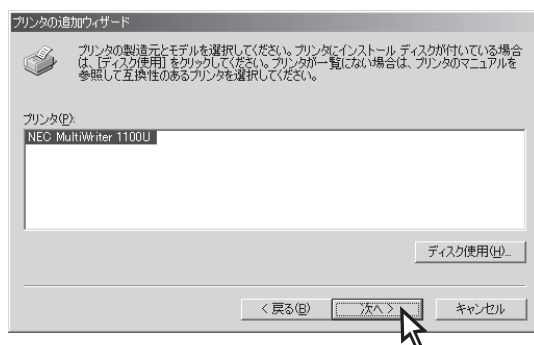 プリンタの追加ウィザード
プリンタの製造元とモデルを選択してください。プリンタにインストール ディスクが付いている場合
は、[ディスク使用] をクリックしてください。プリンタが一覧にない場合は、プリンタのマニュアルを
参照して互換性のあるプリンタを選択してください。
プリンタ(P):
NEC MultiWriter 1100U
ディスク使用(H)...
< 戻る(B)
次へ >
キャンセル